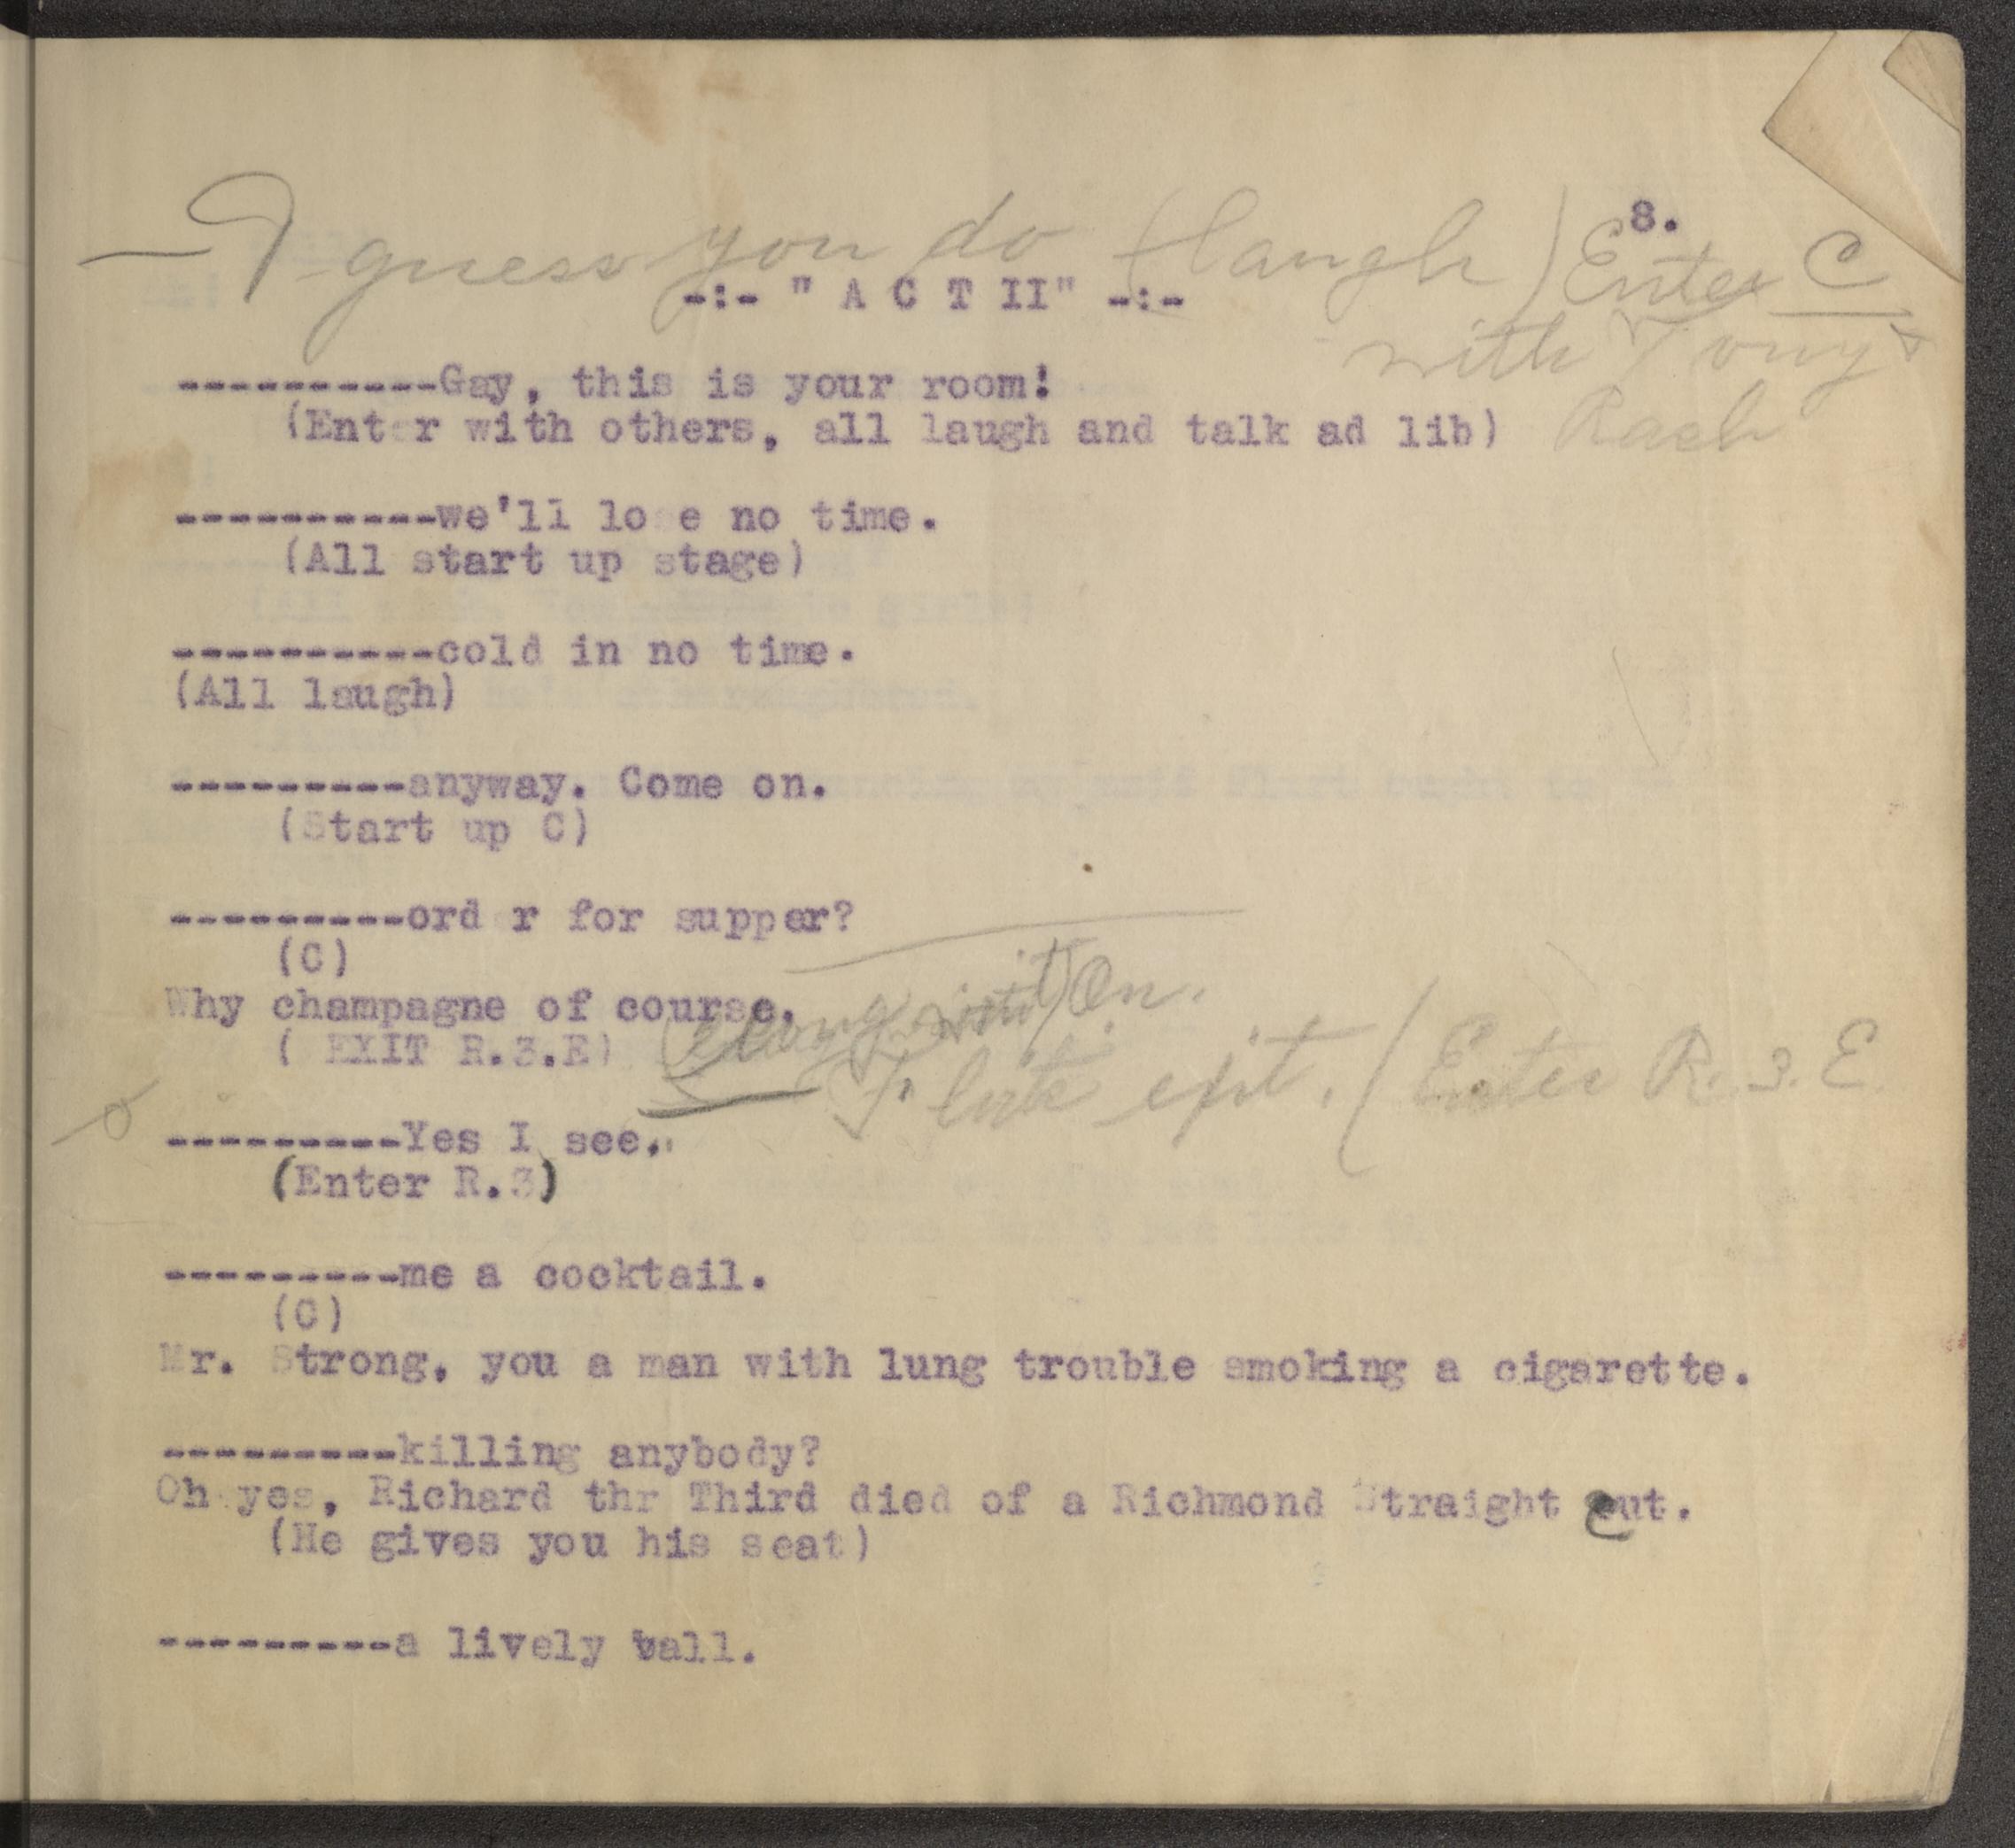 8.
— I guess you do (laugh) Enter C
-:- " A C T II" -:-
with Tony &
Rach
----------Gay, this is your room!
(Enter with others, all laugh and talk ad lib)
----------we'll lo e no time.
(All start up stage)
----------cold in no time.
(All laugh)
---------anyway. Come on.
(Start up C)
---------ord r for supper?
(C)
Why champagne of course.
On.
( EXIT R.3.E)
exit. (Enter R. 3. E.
---------Yes I see.
(Enter R.3)
---------me a cocktail.
(C)
Mr. Strong, you a man with lung trouble smoking a cigarette.
---------killing anybody?
Oh yes, Richard thr Third died of a Richmond Straight cut.
(He gives you his seat)
---------a lively ball.